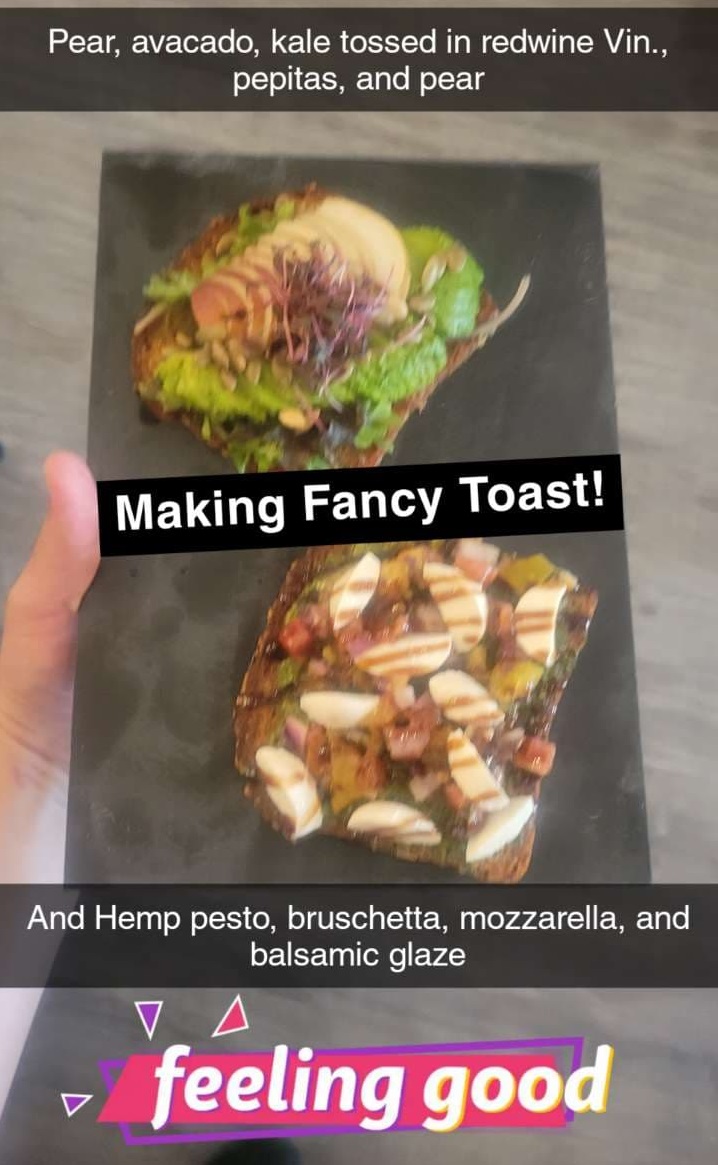 Pear, avacado, kale tossed in redwine Vin.,
pepitas, and pear
Making Fancy Toast!
And Hemp pesto, bruschetta, mozzarella, and
balsamic glaze
feeling good